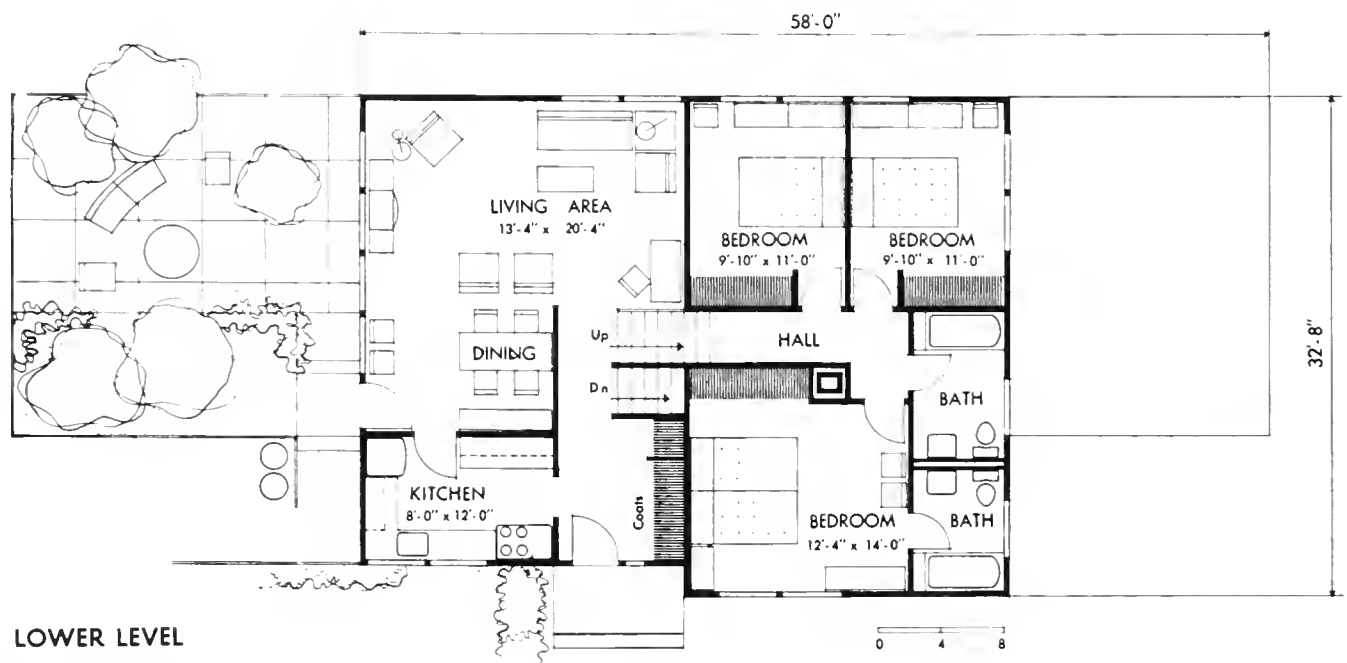 58'-0"
LIVING AREA
13'-4" x 20'-4"
BEDROOM
9'-10" x 11'-0"
BEDROOM
9'-10" x 11'-0"
Up
HALL
32'-8"
DINING
Dn
BATH
KITCHEN
8'-0" x 12'-0"
Coats
BEDROOM
12'-4" x 14'-0"
BATH
LOWER LEVEL
0 4 8